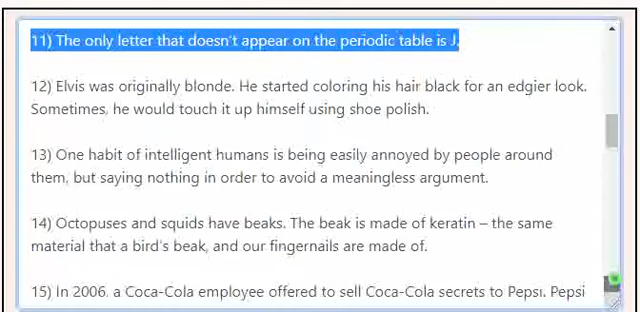 11) The only letter that doesn't appear on the periodic table is J.
12) Elvis was originally blonde. He started coloring his hair black for an edgier look.
Sometimes, he would touch it up himself using shoe polish.
13) One habit of intelligent humans is being easily annoyed by people around
them, but saying nothing in order to avoid a meaningless argument.
14) Octopuses and squids have beaks. The beak is made of keratin – the same
material that a bird's beak, and our fingernails are made of.
15) In 2006, a Coca-Cola employee offered to sell Coca-Cola secrets to Pepsi. Pepsi